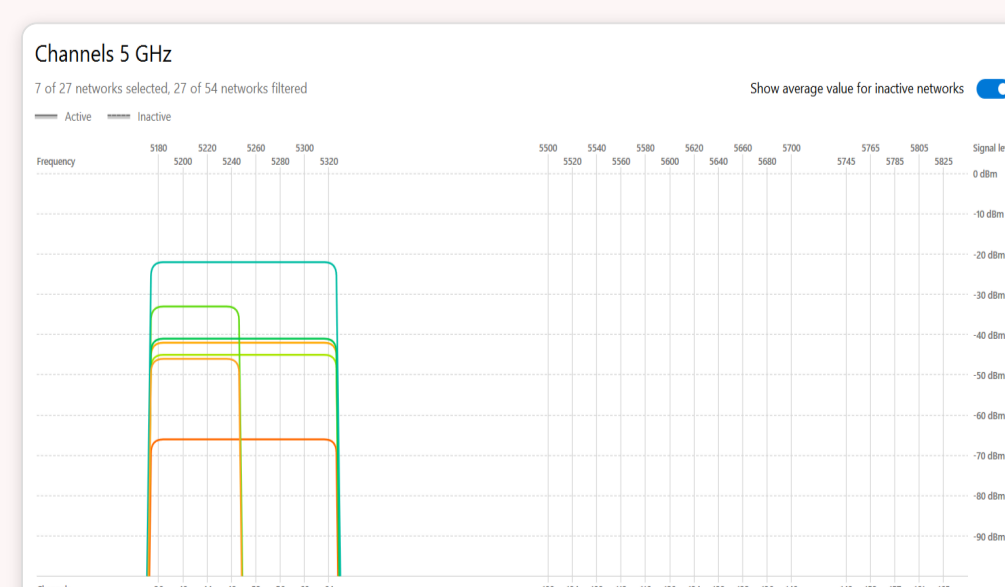 Channels 5 GHz
7 of 27 networks selected, 27 of 54 networks filtered
Show average value for inactive networks
Active Inactive
5180 5220 5260 5300 5500 5540 5580 5620 5660 5700 5765 5805 Signal le
Frequency 5200 5240 5280 5320 5520 5560 5600 5640 5680 5745 5785 5825
0 dBm
-10 dBm
-20 dBm
-30 dBm
-40 dBm
-50 dBm
-60 dBm
-70 dBm
-80 dBm
-90 dBm